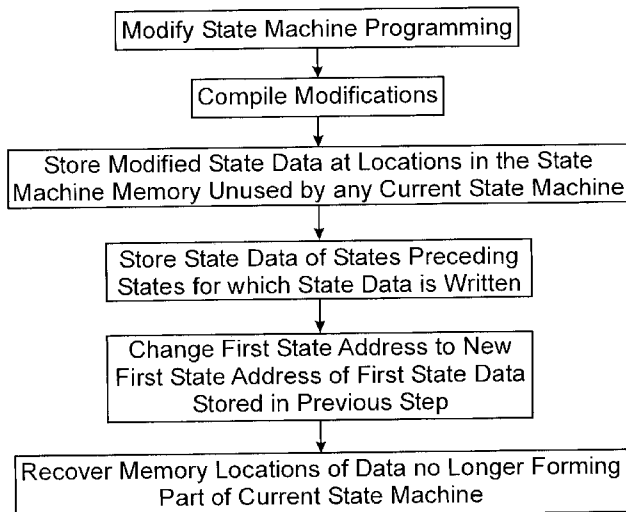 Modify State Machine Programming
Compile Modifications
Store Modified State Data at Locations in the State
Machine Memory Unused by any Current State Machine
Store State Data of States Preceding
States for which State Data is Written
Change First State Address to New
First State Address of First State Data
Stored in Previous Step
Recover Memory Locations of Data no Longer Forming
Part of Current State Machine